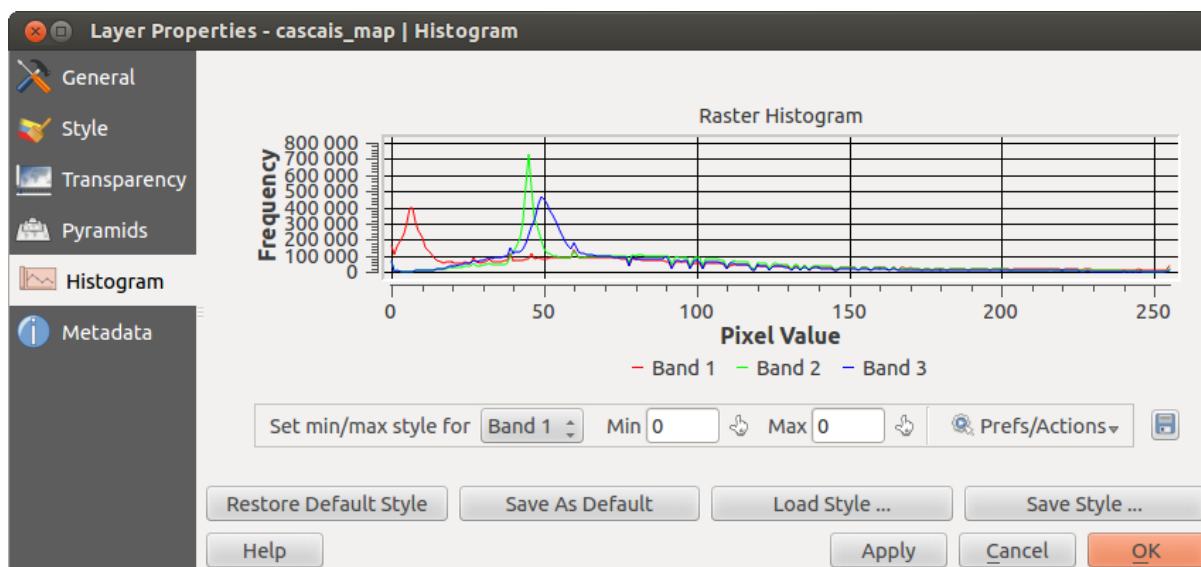 Layer Properties - cascais_map | Histogram
General
Style
Transparency
Pyramids
Histogram
Metadata
Raster Histogram
Frequency
800 000
700 000
600 000
500 000
400 000
300 000
200 000
100 000
0
0 50 100 150 200 250
Pixel Value
Band 1 Band 2 Band 3
Set min/max style for Band 1 Min 0 Max 0 Prefs/Actions
Restore Default Style Save As Default Load Style ... Save Style ...
Help Apply Cancel OK